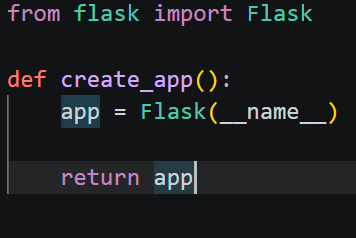 from flask import Flask
def create_app():
    app = Flask(__name__)
    return app